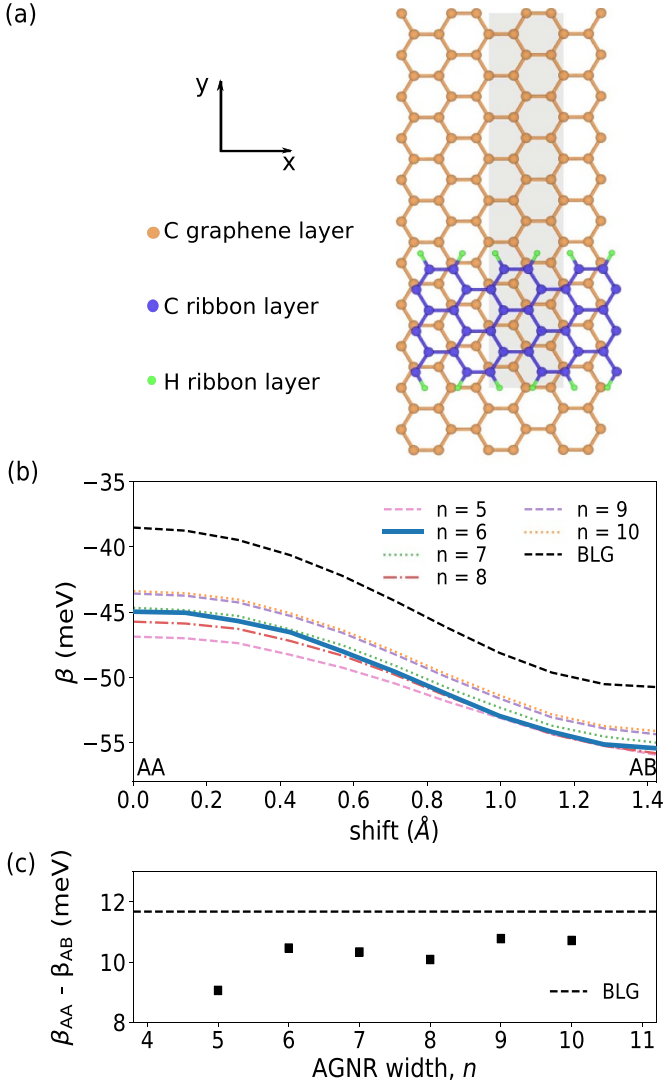 (a)
y
x
C graphene layer
C ribbon layer
H ribbon layer
(b)
−35
−40
−45
−50
−55
β (meV)
n = 5
n = 6
n = 7
n = 8
n = 9
n = 10
BLG
AA
AB
0.0 0.2 0.4 0.6 0.8 1.0 1.2 1.4
shift (Å)
(c)
12
10
8
β_AA - β_AB (meV)
BLG
4 5 6 7 8 9 10 11
AGNR width, n